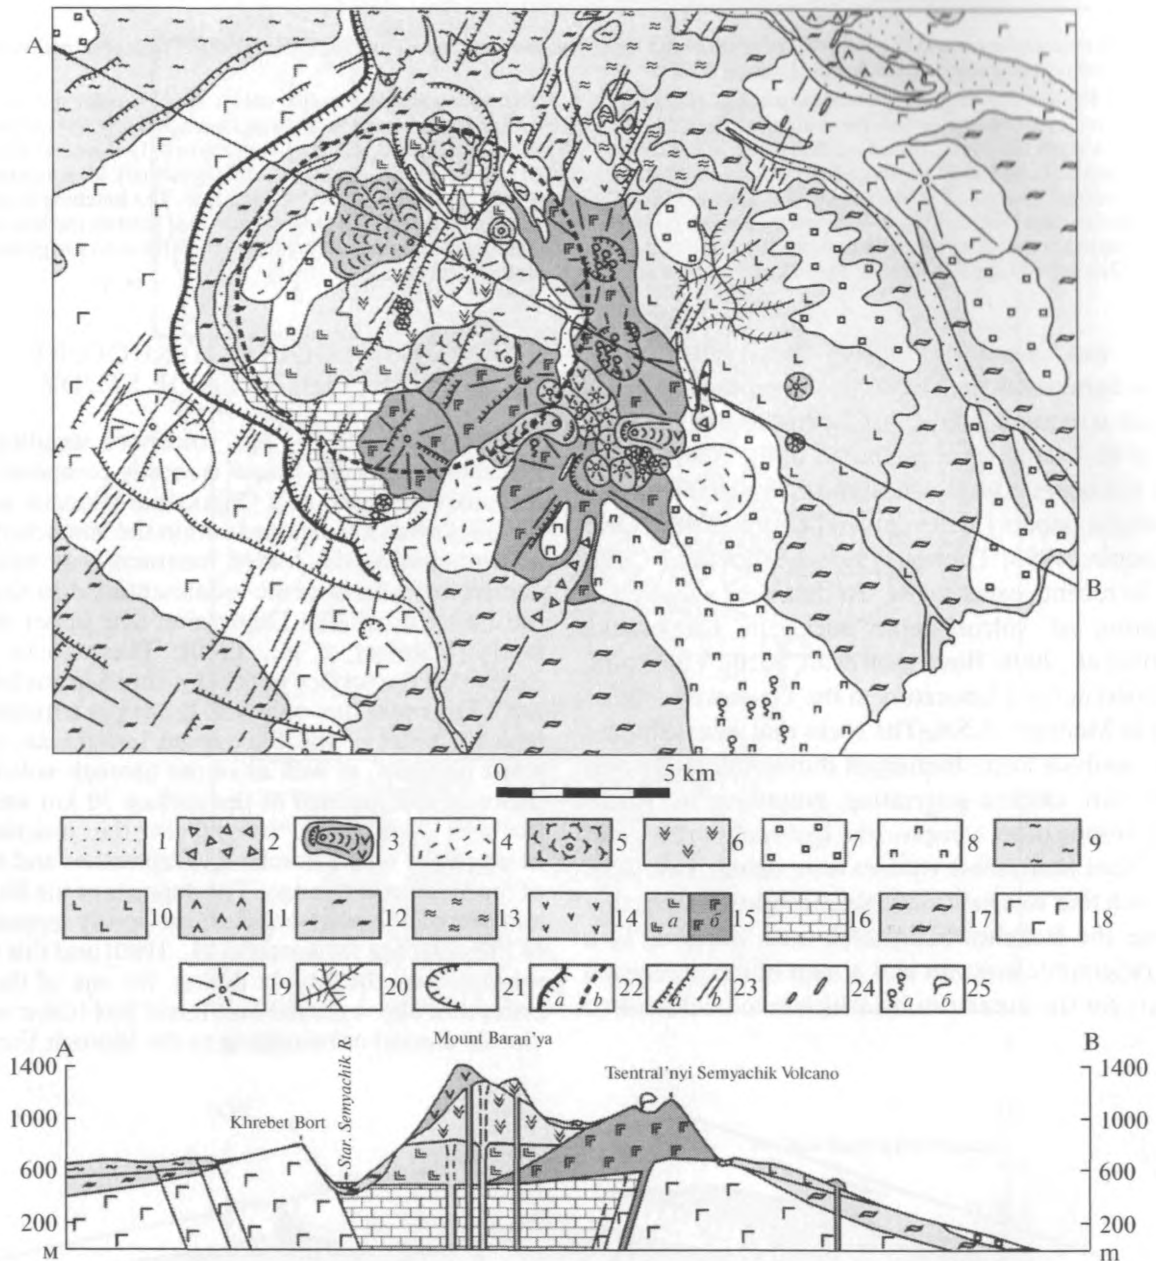 A
B
0 5 km
1 2 3 4 5 6 7 8 9
10 11 12 13 14 a б 15 16 17 18
19 20 21 a b 22 a b 23 24 a б 25
A B
Mount Baran'ya
Star. Semyachik R.
Tsentral'nyi Semyachik Volcano
Khrebet Bort
1400 1400
1000 1000
600 600
200 200
м m